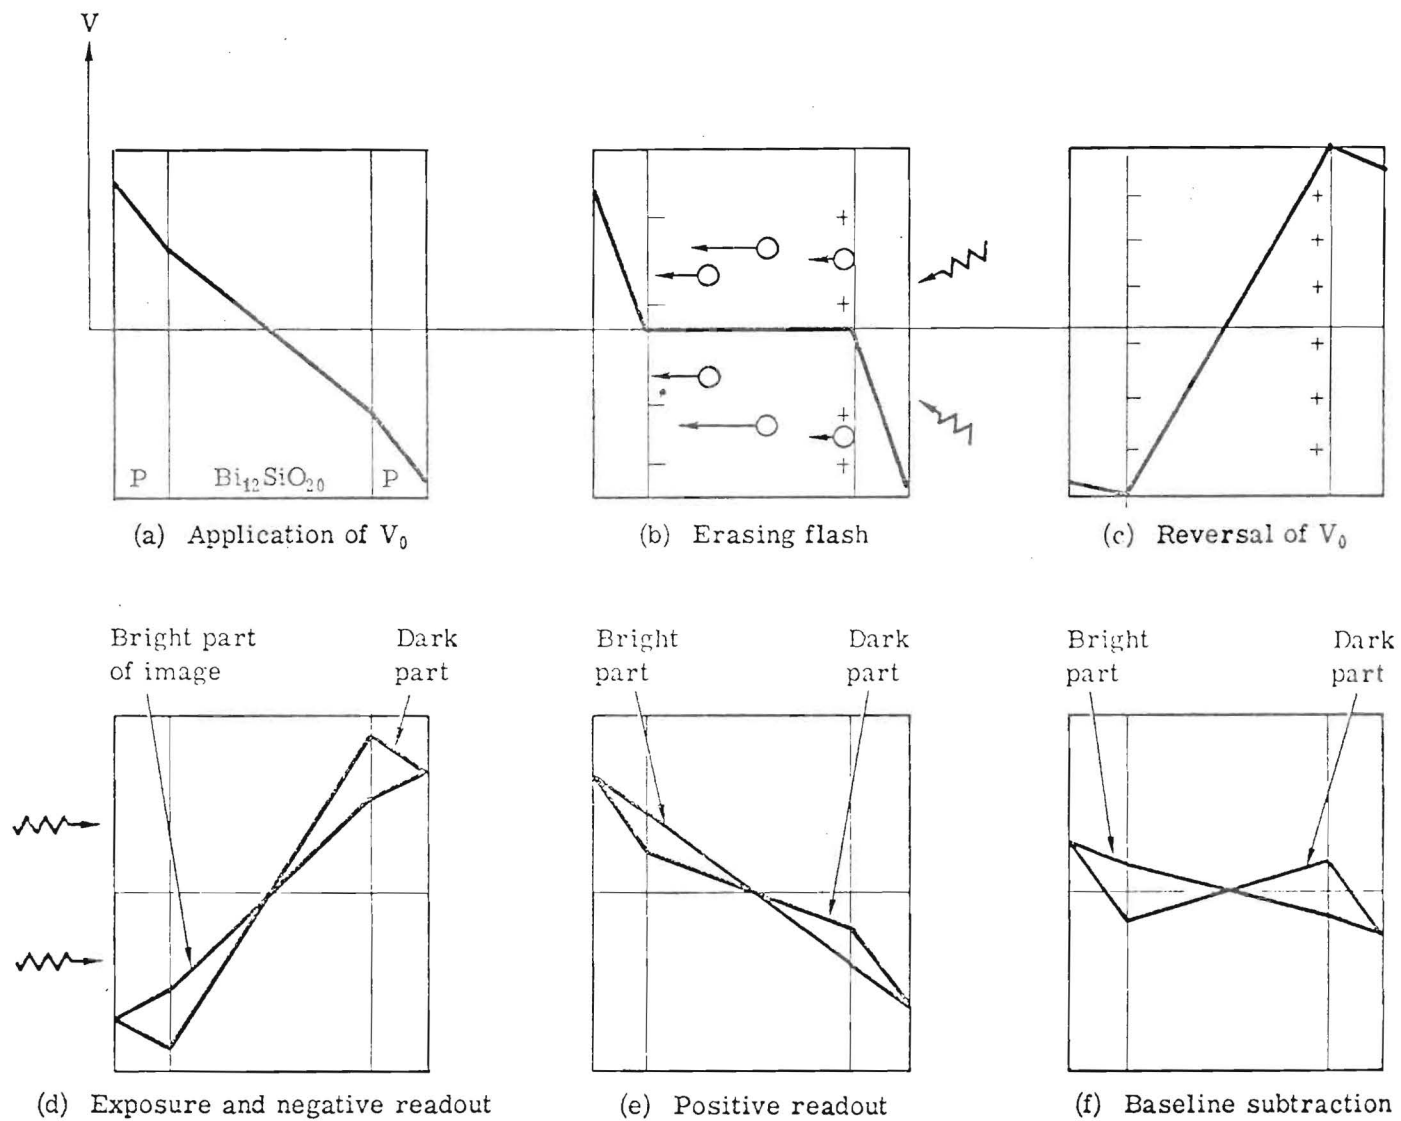 V
P Bi₁₂SiO₂₀ P
− + − +
− + − +
− +
− +
− + − +
− +
(a) Application of V₀ (b) Erasing flash (c) Reversal of V₀
Bright part of image
Dark part
Bright part
Dark part
Bright part
Dark part
(d) Exposure and negative readout (e) Positive readout (f) Baseline subtraction